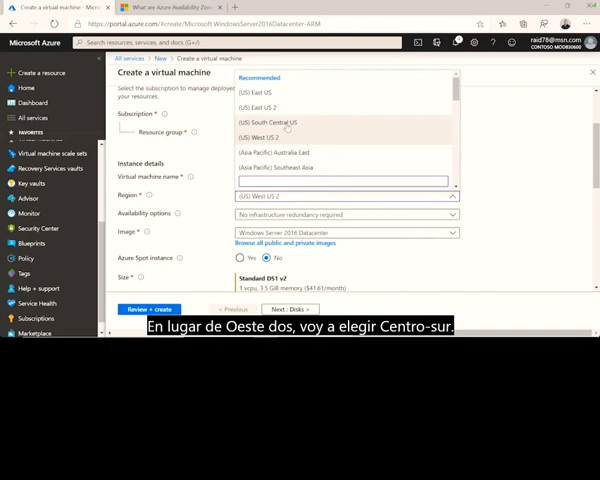 Create a virtual machine - Micros
What are Azure Availability Zone
https://portal.azure.com/#create/Microsoft.WindowsServer2016Datacenter-ARM
Microsoft Azure
Search resources, services, and docs (G+/)
raid78@msn.com
Create a resource
Home
Dashboard
All services
FAVORITES
Virtual machine scale sets
Recovery Services vaults
Key vaults
Advisor
Monitor
Security Center
Blueprints
Policy
Tags
Help + support
Service Health
Subscriptions
Marketplace
All services > New > Create a virtual machine
Create a virtual machine
Select the subscription to manage deployed
your resources.
Subscription *
Resource group *
Instance details
Virtual machine name *
Region *
Availability options
Image *
Azure Spot instance
Size *
Recommended
(US) East US
(US) East US 2
(US) South Central US
(US) West US 2
(Asia Pacific) Australia East
(Asia Pacific) Southeast Asia
(US) West US 2
No infrastructure redundancy required
Windows Server 2016 Datacenter
Browse all public and private images
Yes No
Standard DS1 v2
1 vcpu, 3.5 GiB memory ($41.61/month)
Review + create
< Previous
Next : Disks >
En lugar de Oeste dos, voy a elegir Centro-sur.